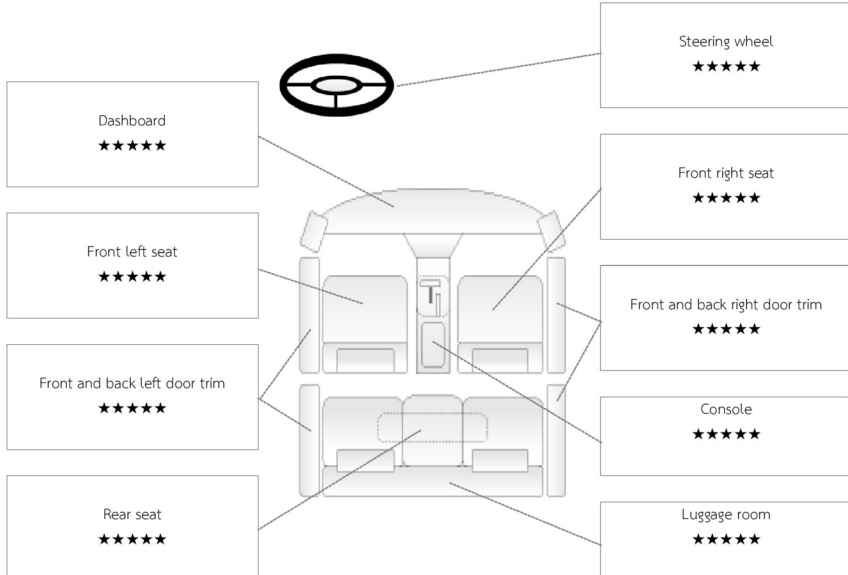 Steering wheel
★★★★★
Dashboard
★★★★★
Front right seat
★★★★★
Front left seat
★★★★★
Front and back right door trim
★★★★★
Front and back left door trim
★★★★★
Console
★★★★★
Rear seat
★★★★★
Luggage room
★★★★★